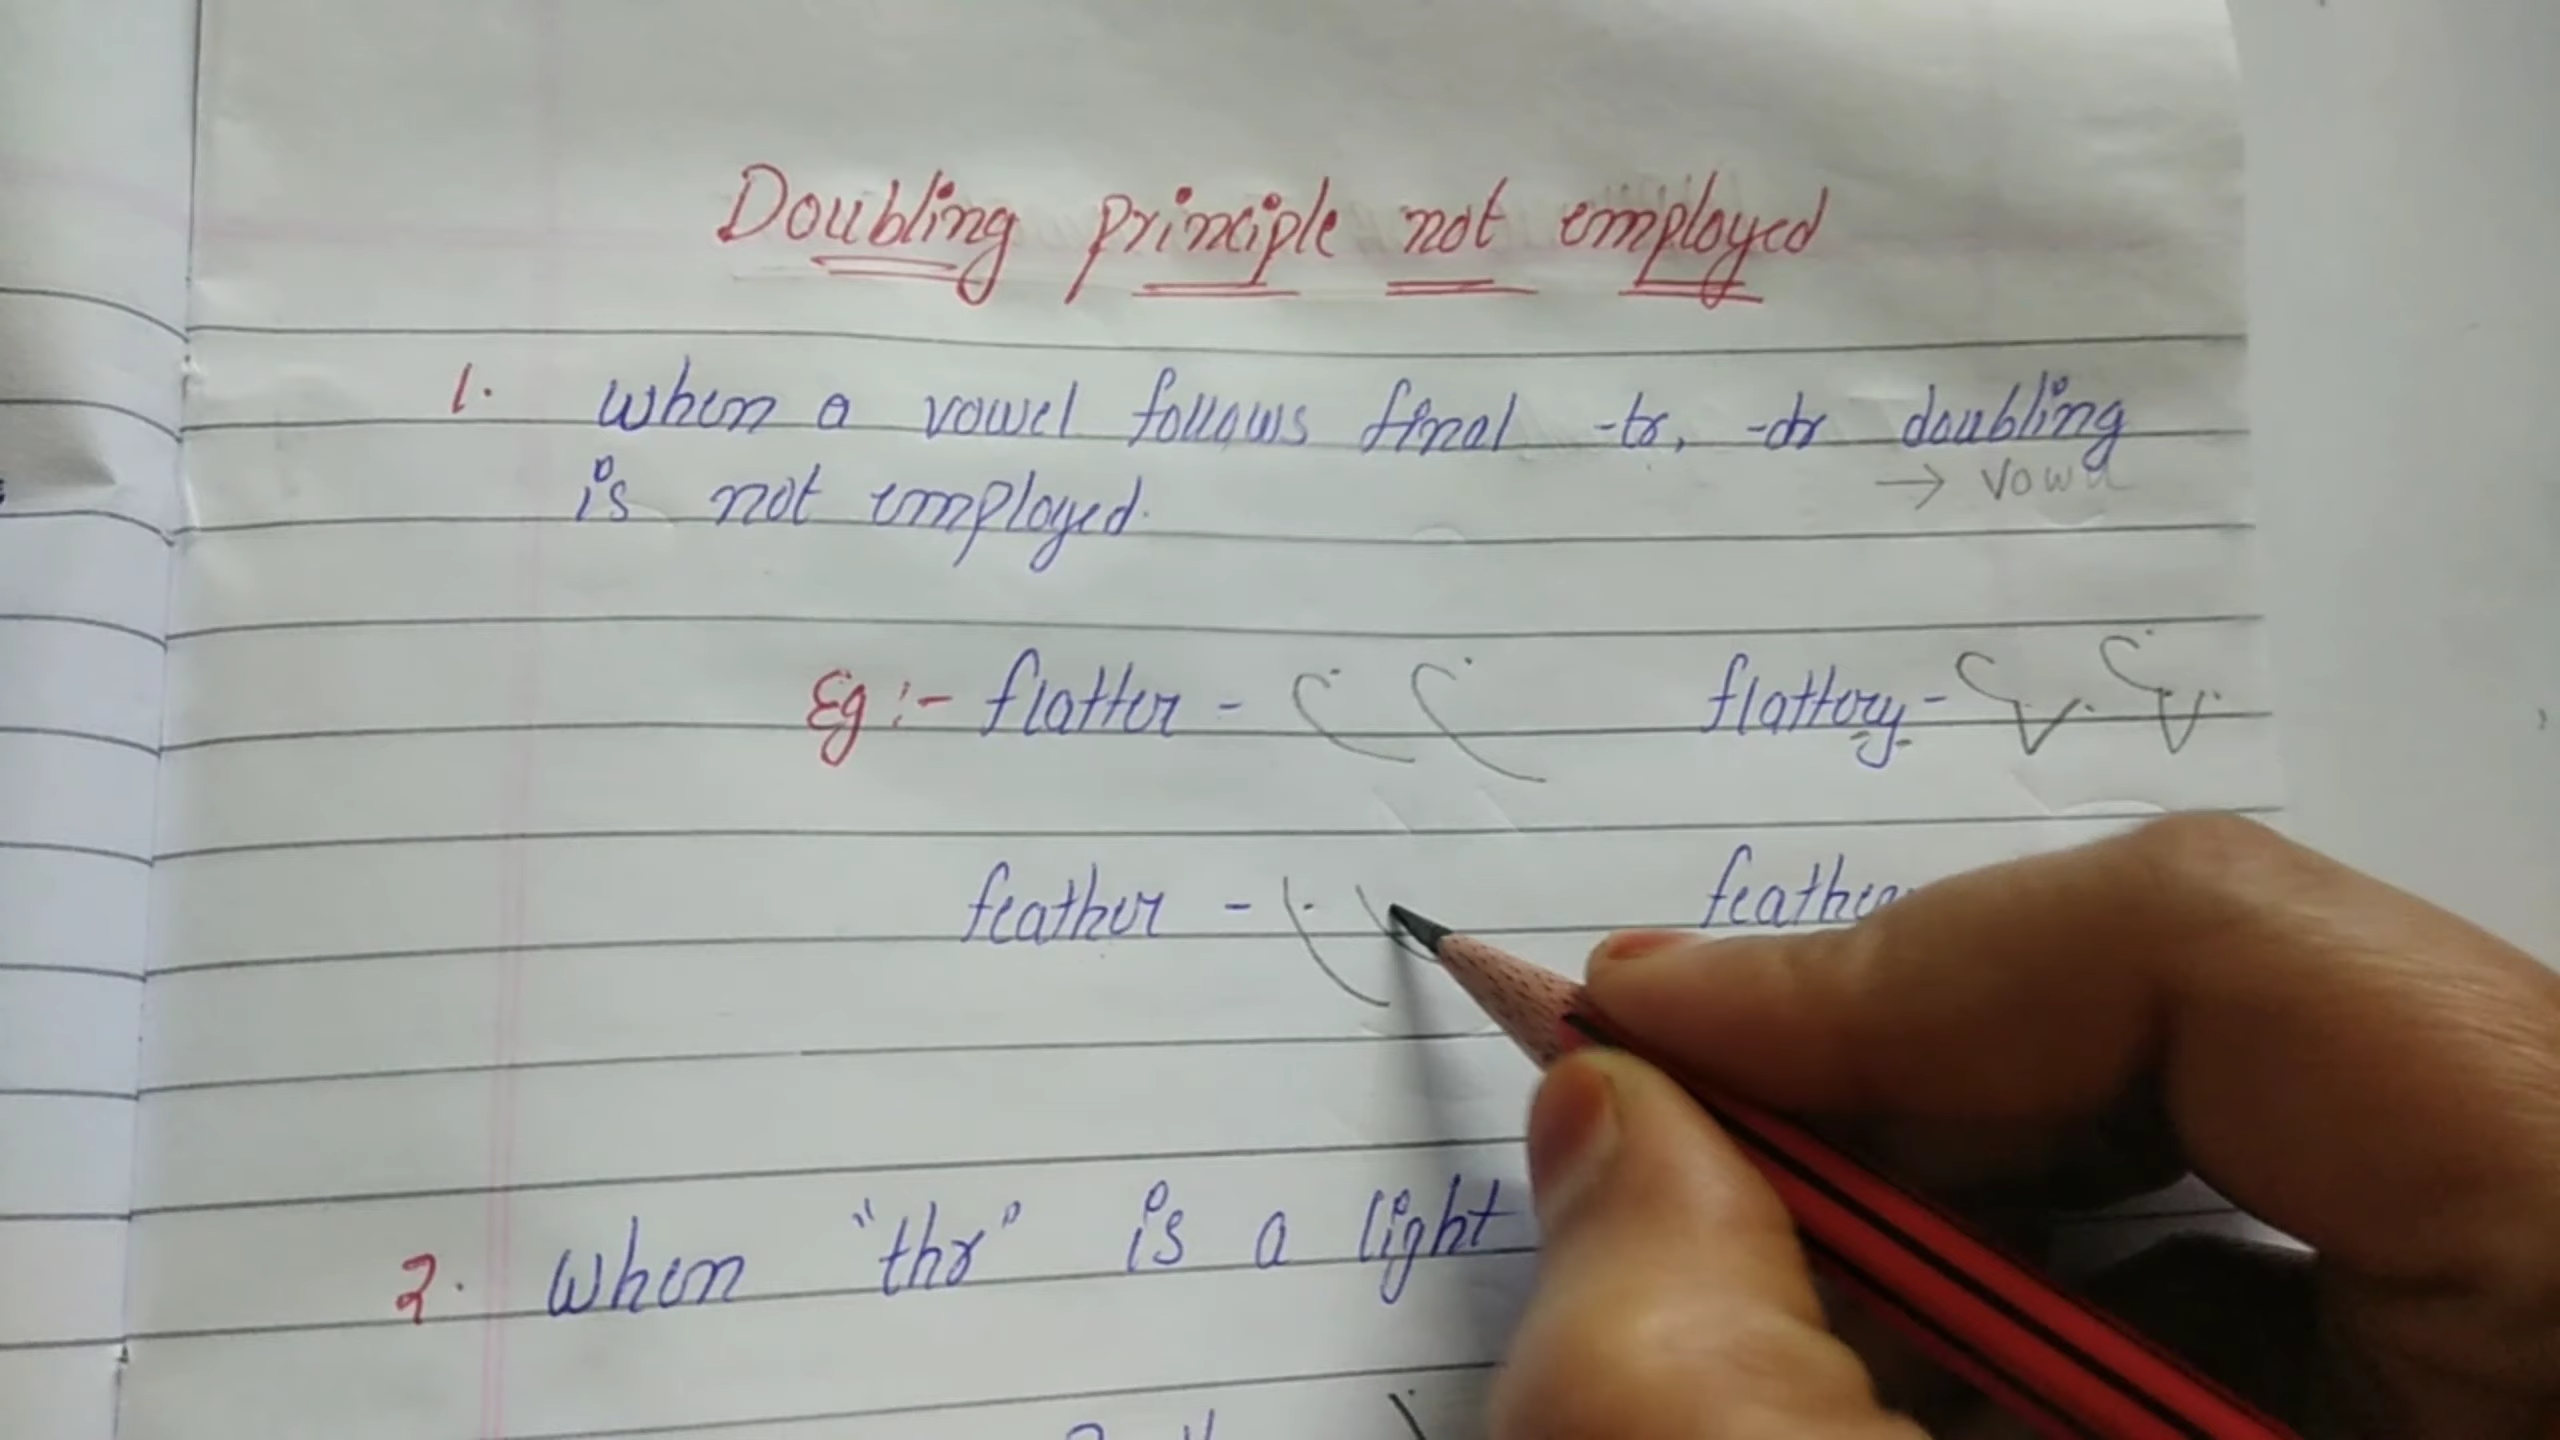 Doubling principle not employed
1. When a vowel follows final -tr, -dr doubling
→ vowel
is not employed.
Eg :- flatter - flattery -
feather -
2. When "thr" is a light